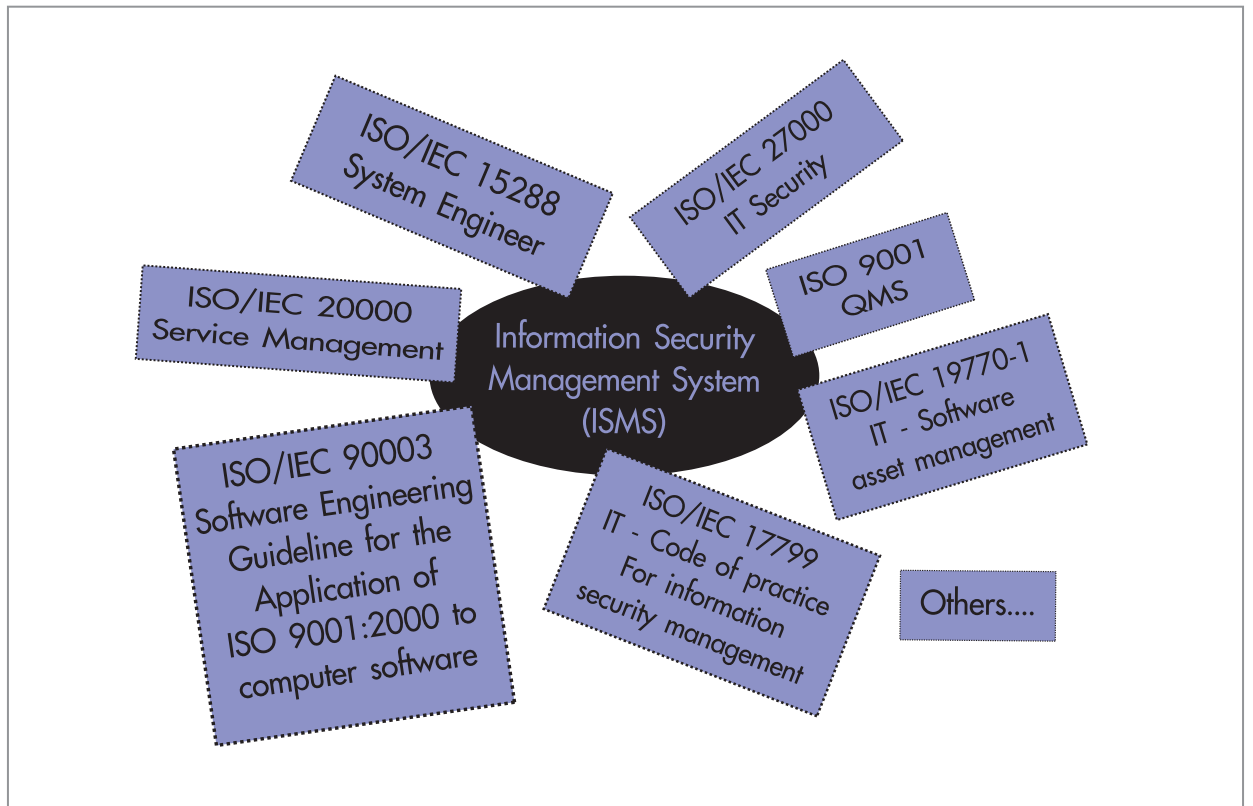 ISO/IEC 15288
System Engineer
ISO/IEC 27000
IT Security
ISO/IEC 20000
Service Management
Information Security
Management System
(ISMS)
ISO 9001
QMS
ISO/IEC 19770-1
IT - Software
asset management
ISO/IEC 90003
Software Engineering
Guideline for the
Application of
ISO 9001:2000 to
computer software
ISO/IEC 17799
IT - Code of practice
For information
security management
Others....